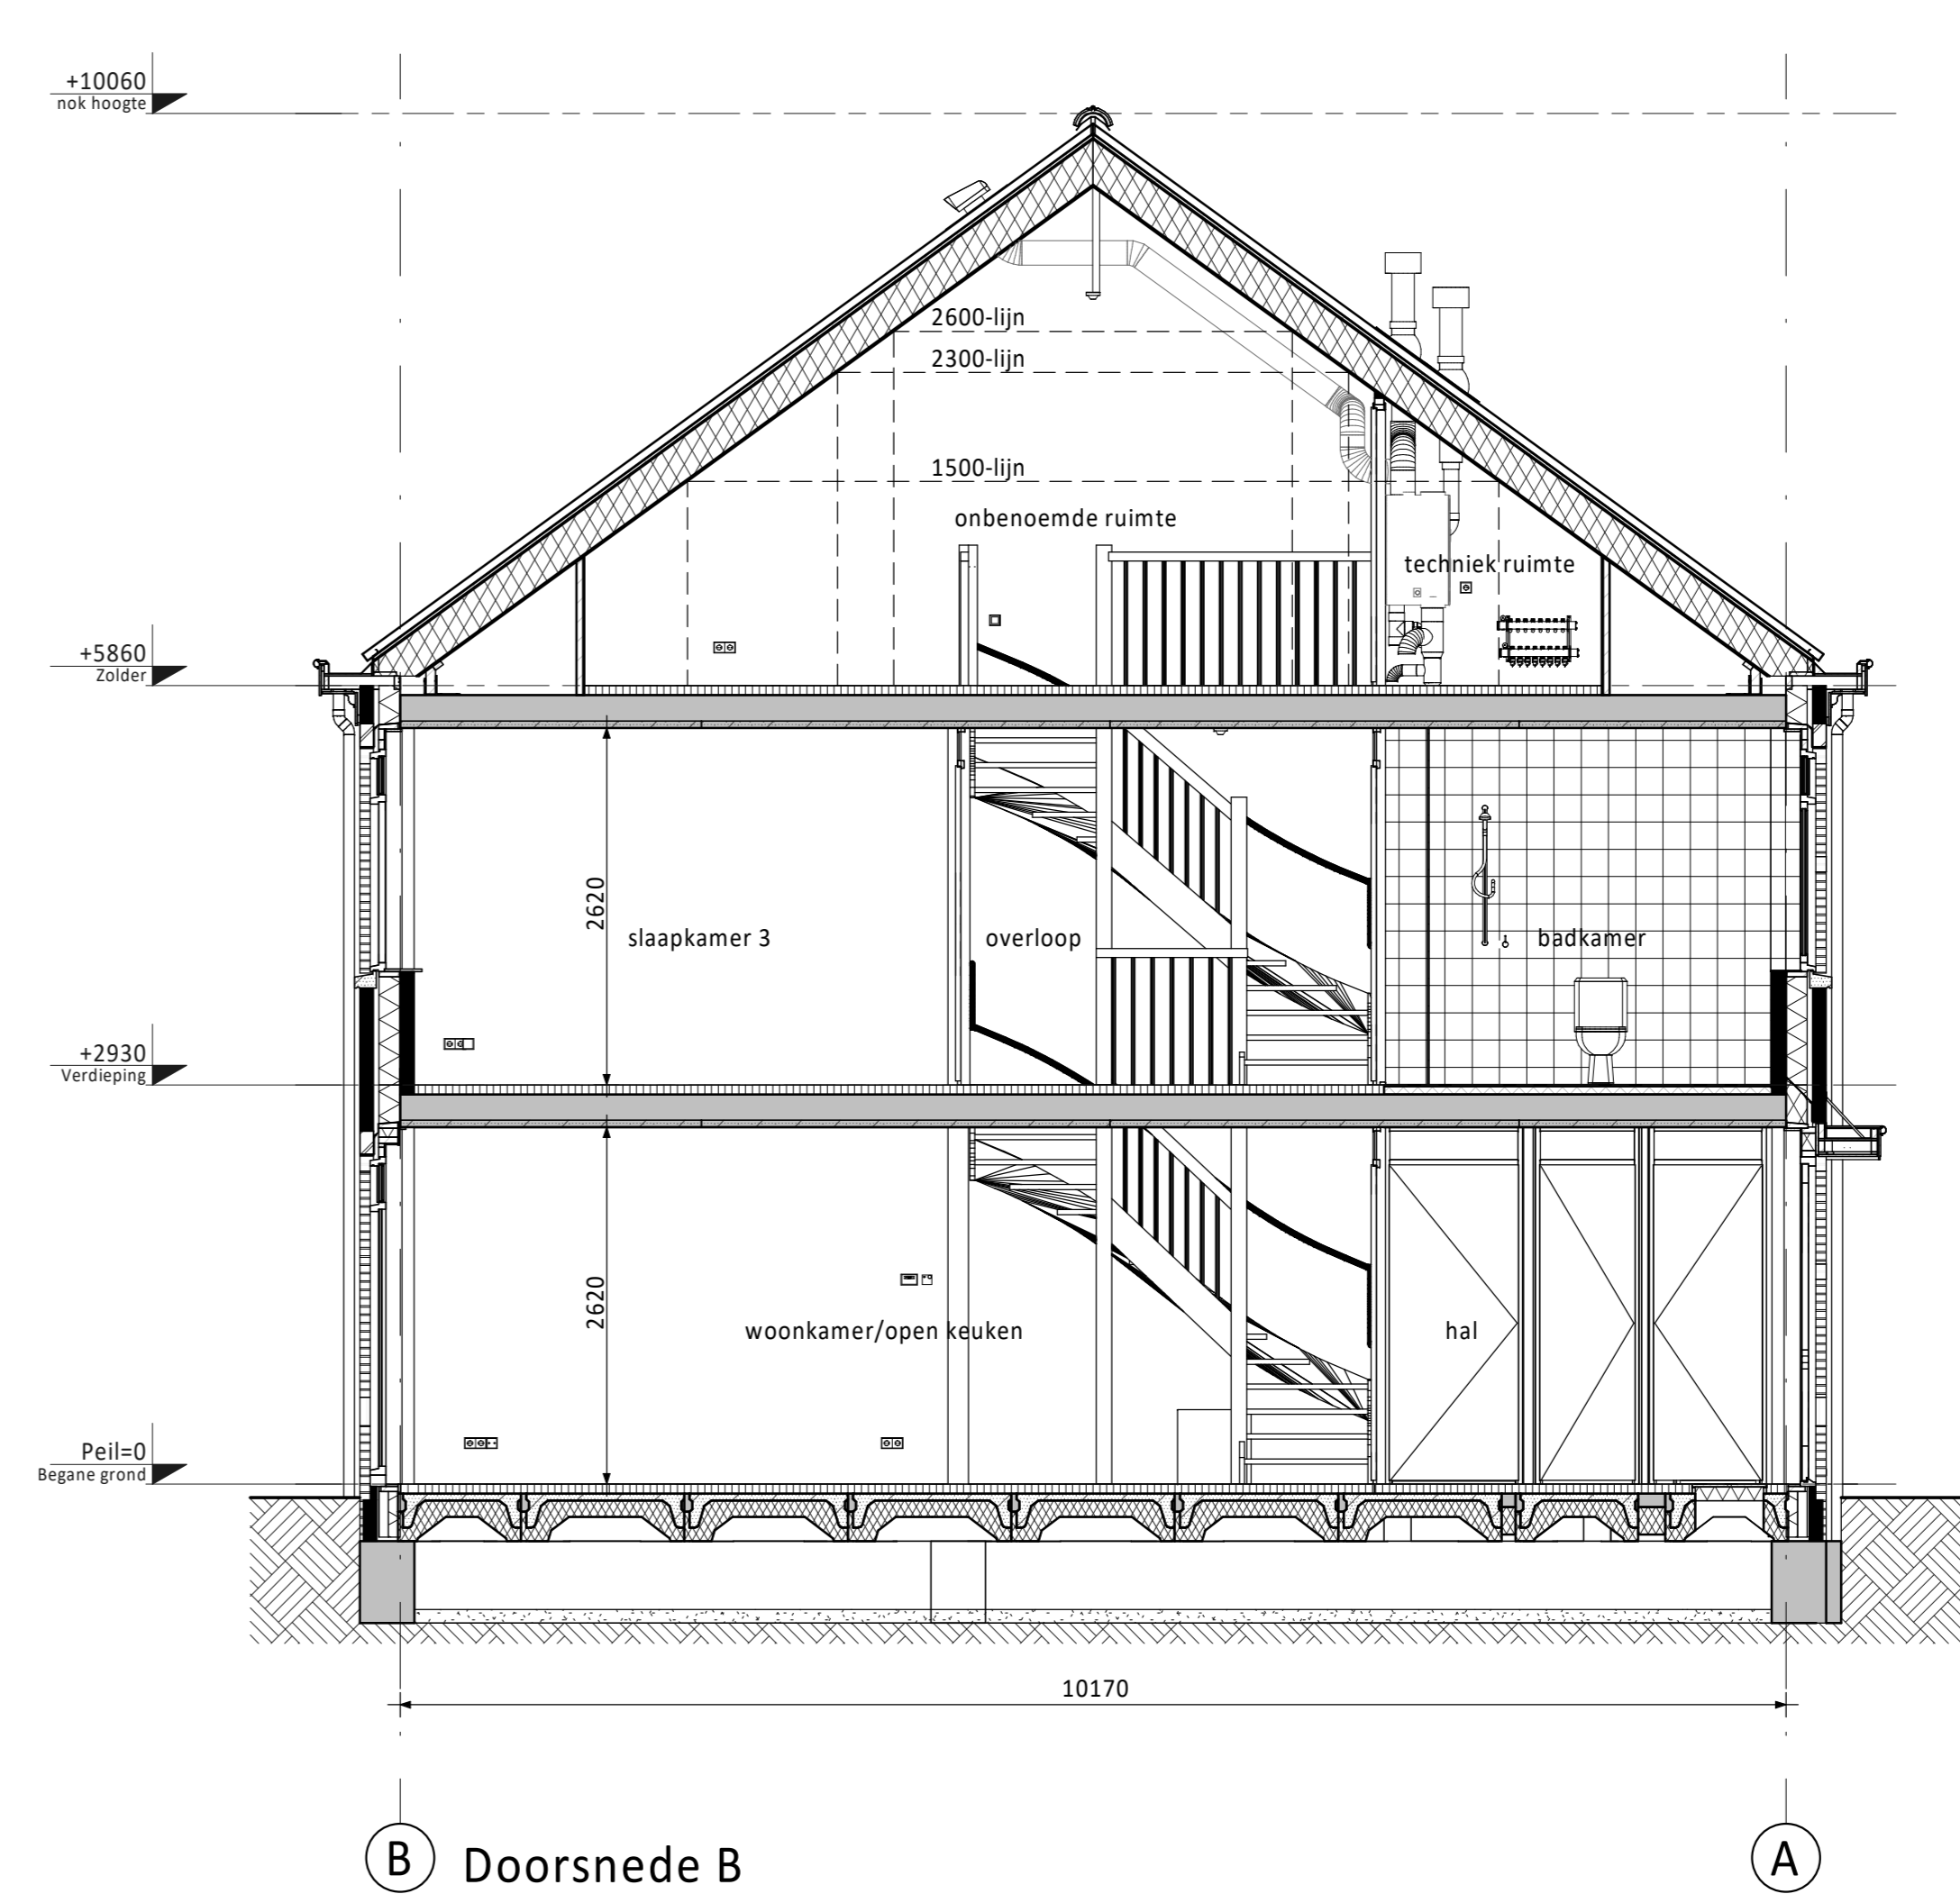 +10060
nok hoogte
2600-lijn
2300-lijn
1500-lijn
onbenoemde ruimte
techniek ruimte
+5860
Zolder
2620
slaapkamer 3
overloop
badkamer
+2930
Verdieping
2620
woonkamer/open keuken
hal
Peil=0
Begane grond
10170
B
Doorsnede B
A